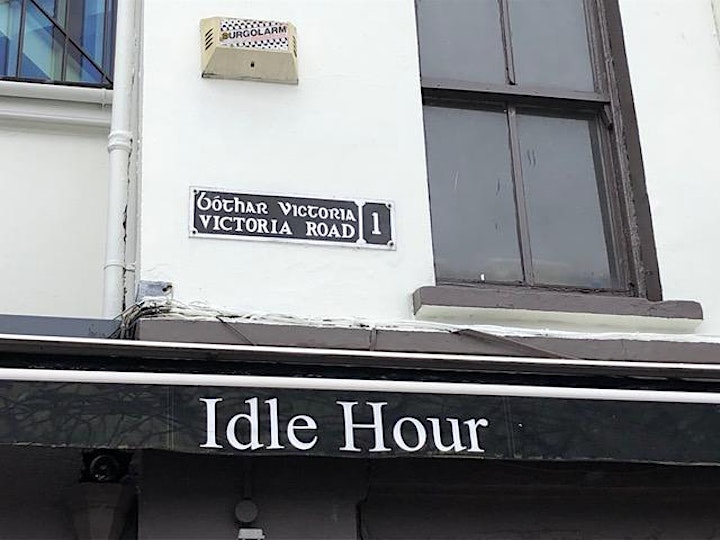 BURGOLARM
Bóthar Victoria
VICTORIA ROAD
1
Idle Hour